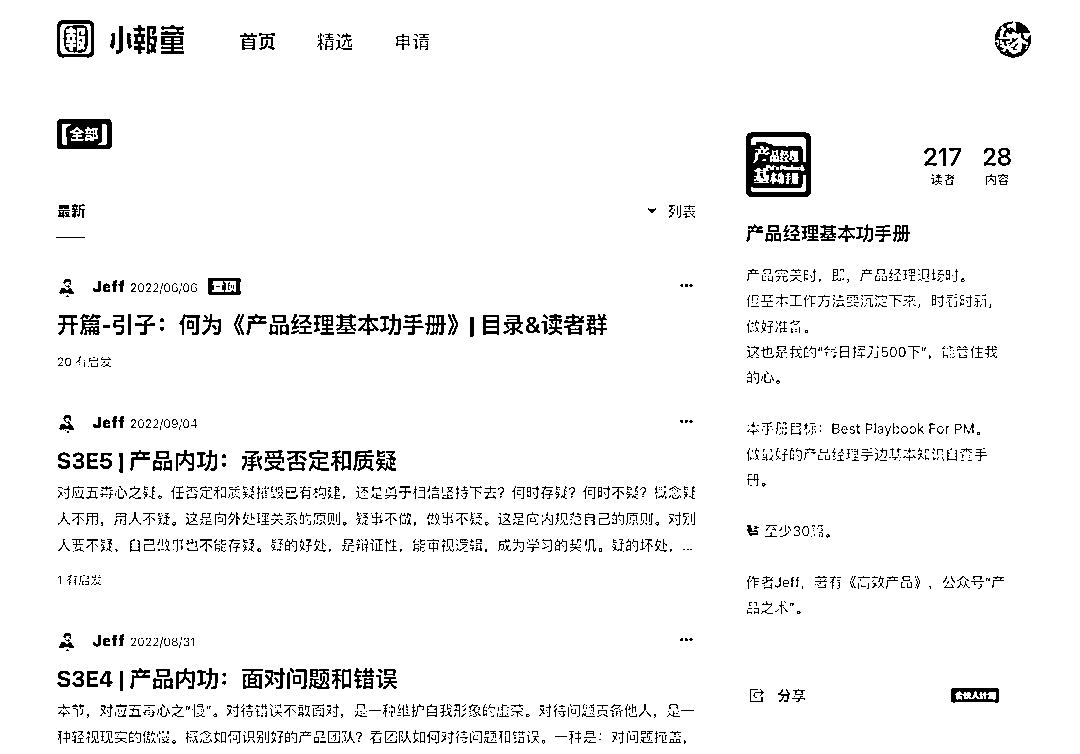 報 小報童 首页 精选 申请
全部
最新 列表
Jeff 2022/06/06 置顶
开篇-引子：何为《产品经理基本功手册》| 目录&读者群
20 有启发
Jeff 2022/09/04
S3E5 | 产品内功：承受否定和质疑
对应五毒心之疑。任否定和质疑摧毁已有构建，还是勇于相信坚持下去？何时存疑？何时不疑？概念疑
人不用，用人不疑。这是向外处理关系的原则。疑事不做，做事不疑。这是向内规范自己的原则。对别
人要不疑，自己做事也不能存疑。疑的好处，是辩证性，能审视逻辑，成为学习的契机。疑的坏处，...
1 有启发
Jeff 2022/08/31
S3E4 | 产品内功：面对问题和错误
本节，对应五毒心之“慢”。对待错误不敢面对，是一种维护自我形象的虚荣。对待问题责备他人，是一
种轻视现实的傲慢。概念如何识别好的产品团队？看团队如何对待问题和错误。一种是：对问题掩盖，
产品经理
基本功手册
217 28
读者 内容
产品经理基本功手册
产品完美时，即，产品经理退场时。
但基本工作方法要沉淀下来，时看时新，
做好准备。
这也是我的“每日挥刀500下”，能管住我
的心。
本手册目标：Best Playbook For PM。
做最好的产品经理手边基本知识自查手
册。
至少30篇。
作者Jeff，著有《高效产品》，公众号“产
品之术”。
分享 合伙人计划